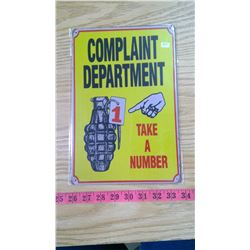 COMPLAINT
DEPARTMENT
1
TAKE
A
NUMBER
25 26 27 28 29 30 31 32 33 34